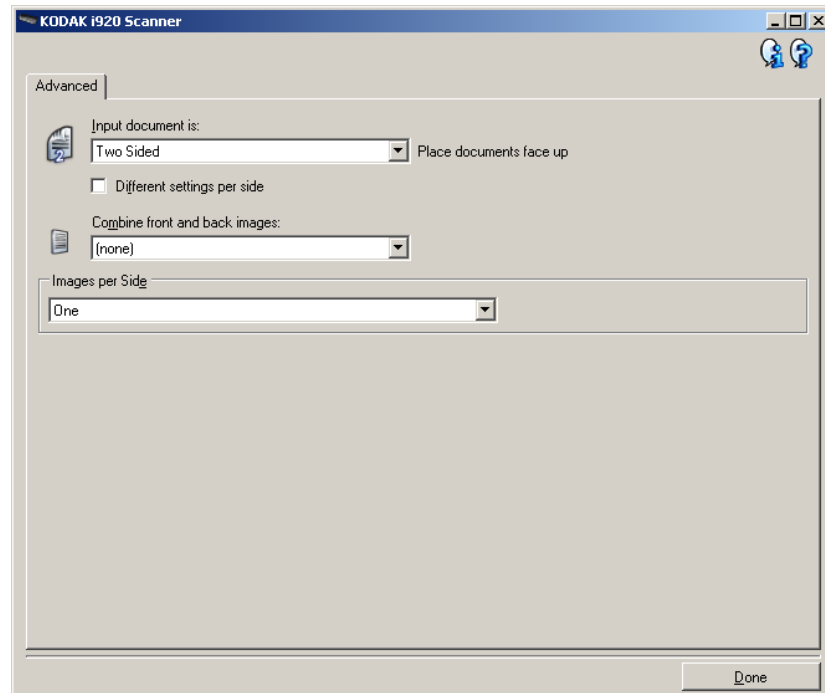 KODAK i920 Scanner
Advanced
Input document is:
Two Sided Place documents face up
Different settings per side
Combine front and back images:
(none)
Images per Side
One
Done